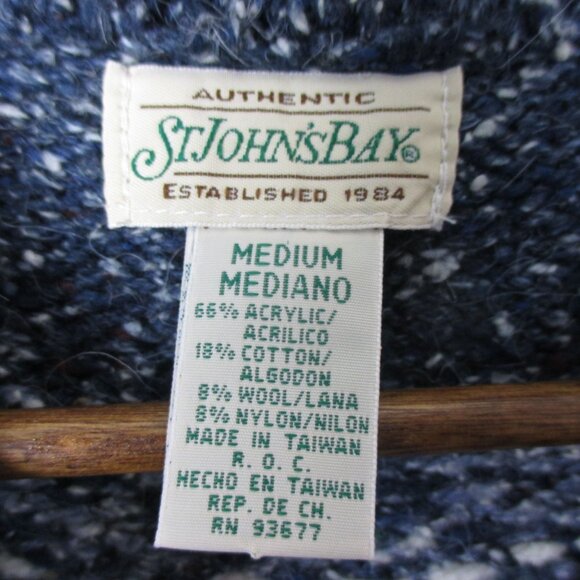 AUTHENTIC
ST. JOHN'S BAY®
ESTABLISHED 1984
MEDIUM
MEDIANO
66% ACRYLIC/
ACRILICO
18% COTTON/
ALGODON
8% WOOL/LANA
8% NYLON/NILON
MADE IN TAIWAN
R. O. C.
HECHO EN TAIWAN
REP. DE CH.
RN 93677